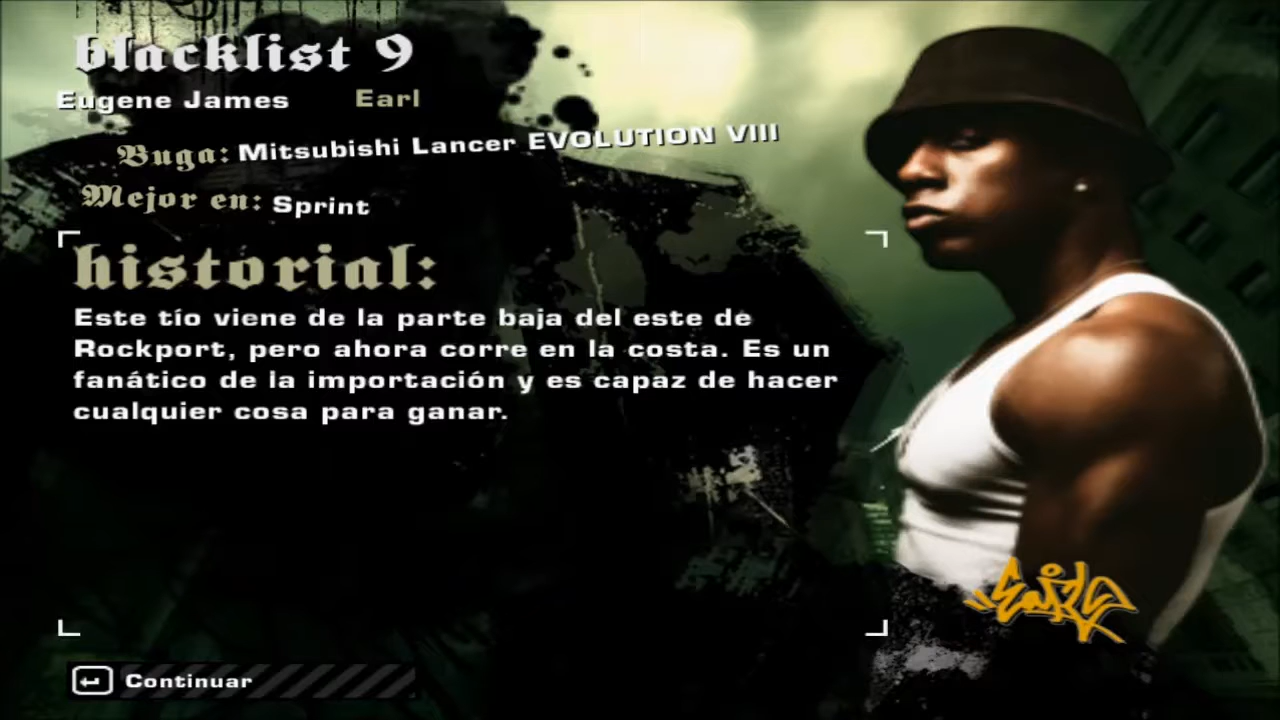 blacklist 9
Eugene James Earl
Buga: Mitsubishi Lancer EVOLUTION VIII
Mejor en: Sprint
historial:
Este tío viene de la parte baja del este de
Rockport, pero ahora corre en la costa. Es un
fanático de la importación y es capaz de hacer
cualquier cosa para ganar.
Earl
Continuar